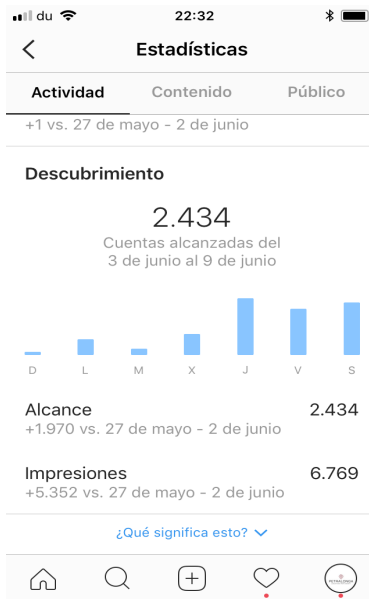 du
22:32
Estadísticas
Actividad
Contenido
Público
+1 vs. 27 de mayo - 2 de junio
Descubrimiento
2.434
Cuentas alcanzadas del
3 de junio al 9 de junio
D L M X J V S
Alcance 2.434
+1.970 vs. 27 de mayo - 2 de junio
Impresiones 6.769
+5.352 vs. 27 de mayo - 2 de junio
¿Qué significa esto?